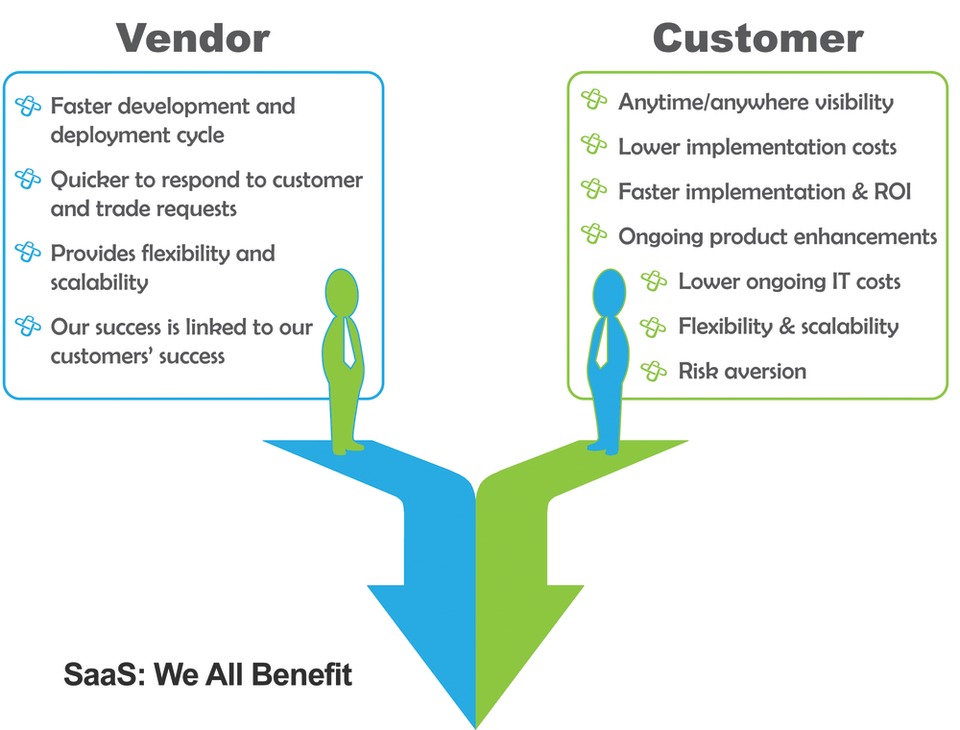 Vendor
Faster development and
deployment cycle
Quicker to respond to customer
and trade requests
Provides flexibility and
scalability
Our success is linked to our
customers’ success
Customer
Anytime/anywhere visibility
Lower implementation costs
Faster implementation & ROI
Ongoing product enhancements
Lower ongoing IT costs
Flexibility & scalability
Risk aversion
SaaS: We All Benefit